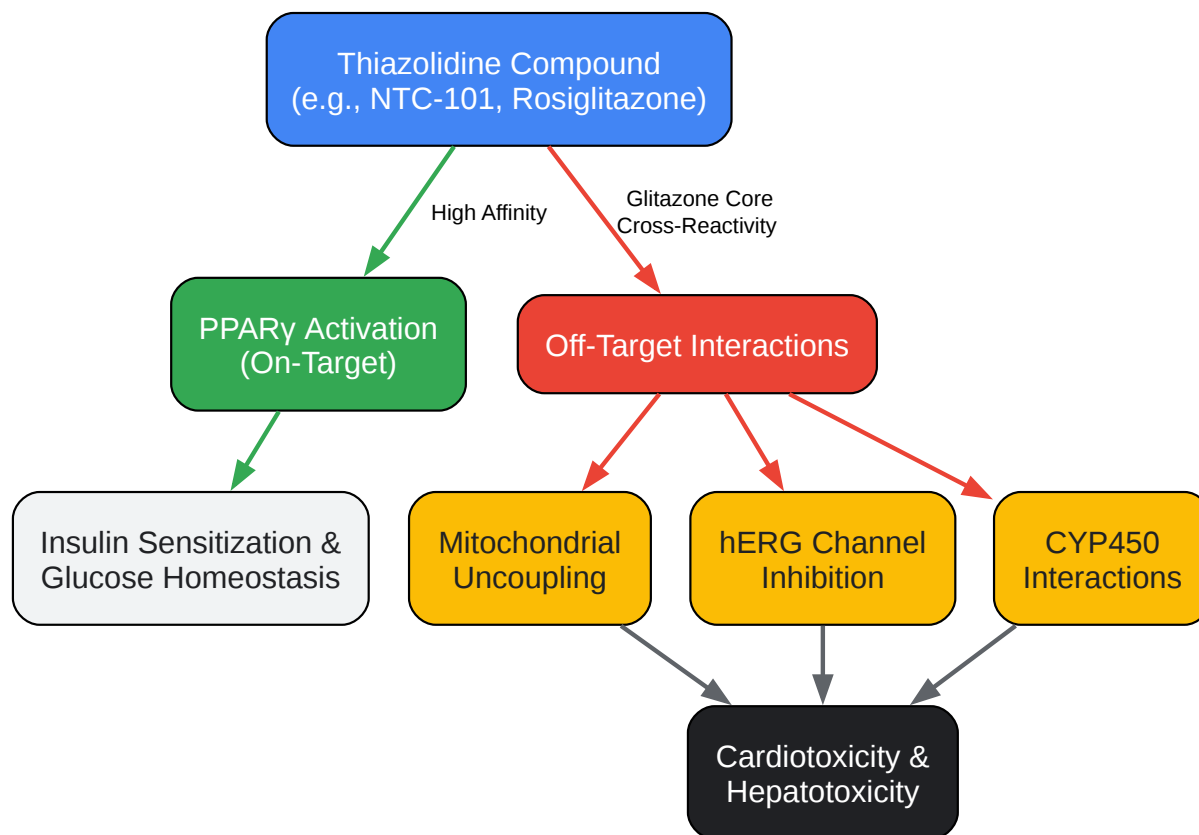 Thiazolidine Compound
(e.g., NTC-101, Rosiglitazone)
High Affinity
Glitazone Core
Cross-Reactivity
PPARγ Activation
(On-Target)
Off-Target Interactions
Insulin Sensitization &
Glucose Homeostasis
Mitochondrial
Uncoupling
hERG Channel
Inhibition
CYP450
Interactions
Cardiotoxicity &
Hepatotoxicity